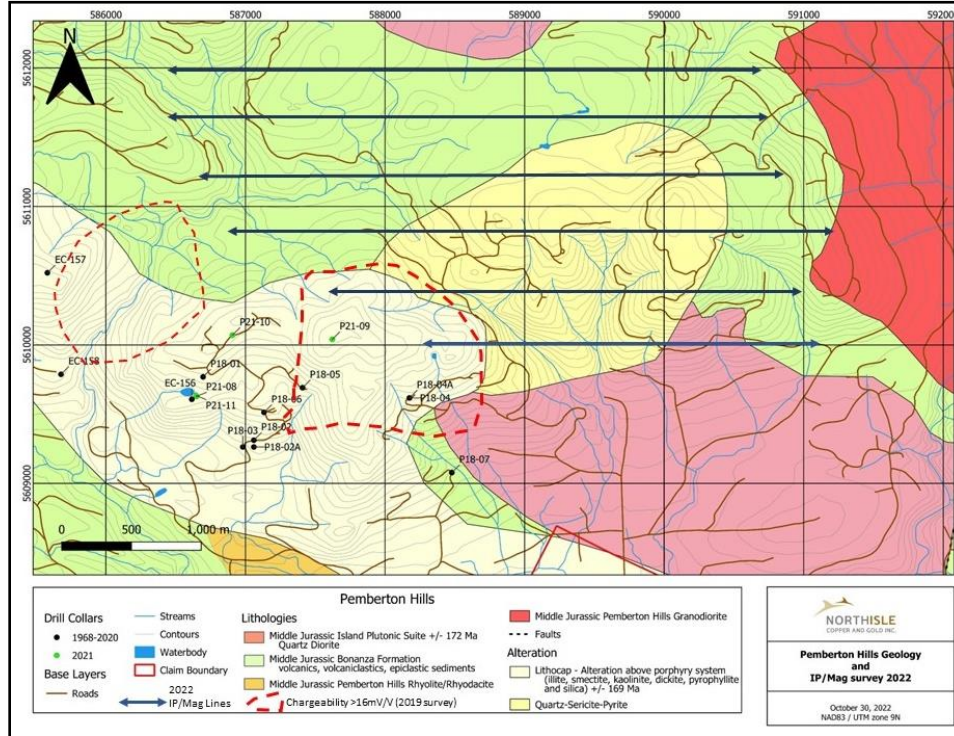 586000
587000
588000
589000
590000
591000
592000
N
5612000
5611000
5610000
5609000
EC-157
EC-158
P21-10
P21-09
P18-01
P18-05
EC-156
P21-08
P21-11
P18-06
P18-04A
P18-04
P18-03
P18-02
P18-02A
P18-07
0 500 1,000 m
Pemberton Hills
Drill Collars
1968-2020
2021
Base Layers
Roads
Streams
Contours
Waterbody
Claim Boundary
2022
IP/Mag Lines
Lithologies
Middle Jurassic Island Plutonic Suite +/- 172 Ma
Quartz Diorite
Middle Jurassic Bonanza Formation
volcanics, volcaniclastics, epiclastic sediments
Middle Jurassic Pemberton Hills Rhyolite/Rhyodacite
Chargeability >16mV/V (2019 survey)
Middle Jurassic Pemberton Hills Granodiorite
Faults
Alteration
Lithocap - Alteration above porphyry system
(illite, smectite, kaolinite, dickite, pyrophyllite
and silica) +/- 169 Ma
Quartz-Sericite-Pyrite
NORTHISLE
COPPER AND GOLD INC.
Pemberton Hills Geology
and
IP/Mag survey 2022
October 30, 2022
NAD83 / UTM zone 9N